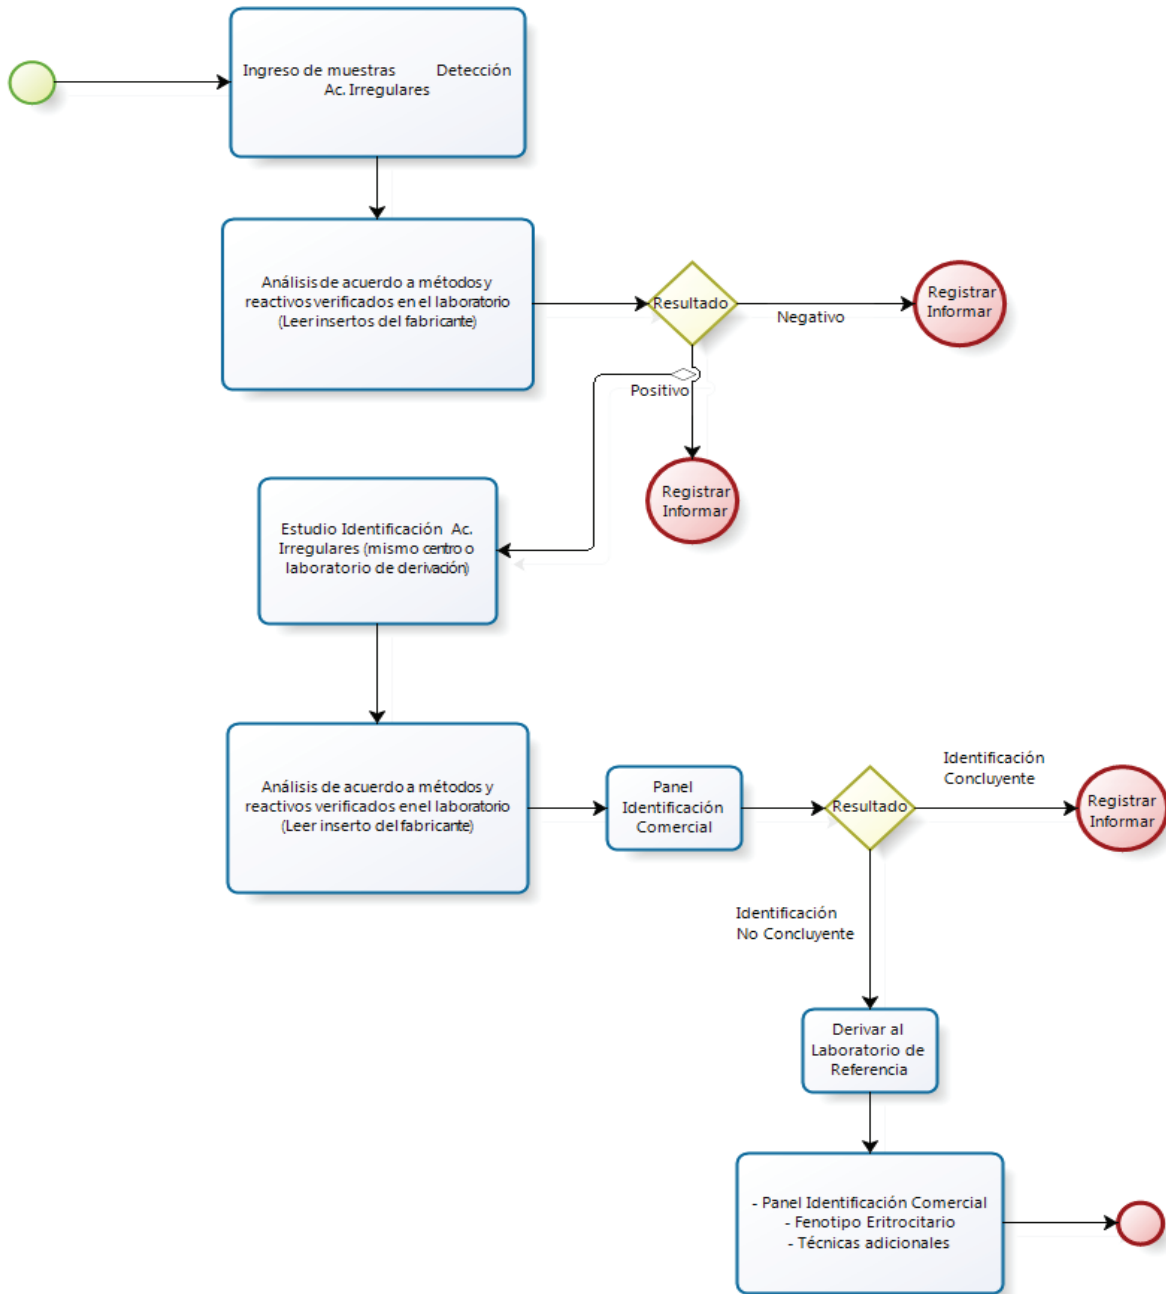 Ingreso de muestras Detección
Ac. Irregulares
Análisis de acuerdo a métodos y
reactivos verificados en el laboratorio
(Leer insertos del fabricante)
Resultado
Negativo
Registrar
Informar
Positivo
Registrar
Informar
Estudio Identificación Ac.
Irregulares (mismo centro o
laboratorio de derivación)
Análisis de acuerdo a métodos y
reactivos verificados en el laboratorio
(Leer inserto del fabricante)
Panel
Identificación
Comercial
Resultado
Identificación
Concluyente
Registrar
Informar
Identificación
No Concluyente
Derivar al
Laboratorio de
Referencia
- Panel Identificación Comercial
- Fenotipo Eritrocitario
- Técnicas adicionales